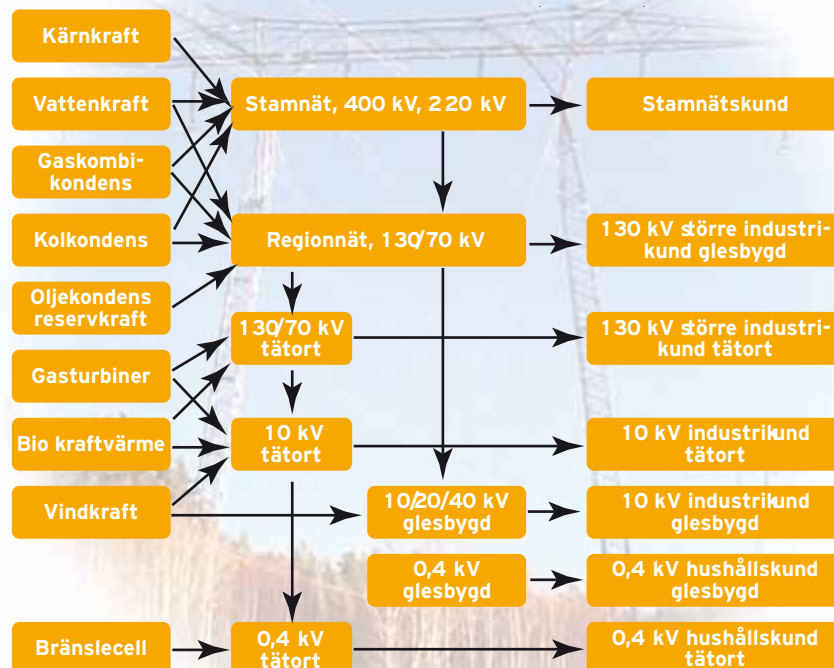 Kärnkraft
Vattenkraft
Gaskombi-
kondens
Kolkondens
Oljekondens
reservkraft
Gasturbiner
Bio kraftvärme
Vindkraft
Bränslecell
Stamnät, 400 kV, 220 kV
Regionnät, 130/70 kV
130/70 kV
tätort
10 kV
tätort
10/20/40 kV
glesbygd
0,4 kV
glesbygd
0,4 kV
tätort
Stamnätskund
130 kV större industri-
kund glesbygd
130 kV större industri-
kund tätort
10 kV industrikund
tätort
10 kV industrikund
glesbygd
0,4 kV hushållskund
glesbygd
0,4 kV hushållskund
tätort